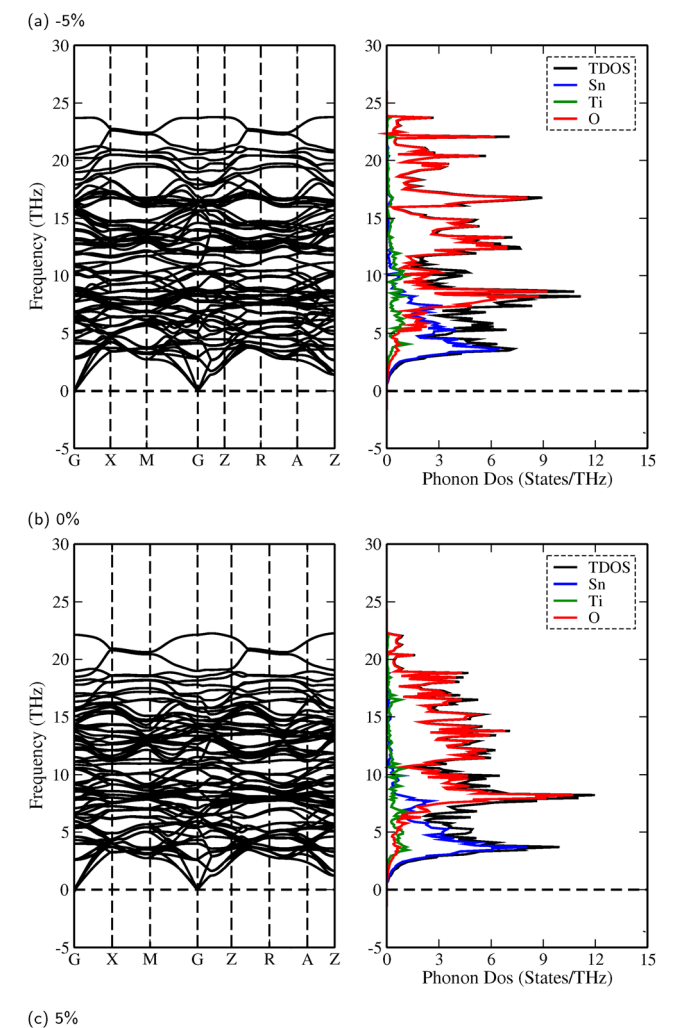 (a) -5%
30
25
20
15
10
5
0
-5
Frequency (THz)
G X M G Z R A Z
30
25
20
15
10
5
0
-5
TDOS
Sn
Ti
O
0 3 6 9 12 15
Phonon Dos (States/THz)
(b) 0%
30
25
20
15
10
5
0
-5
Frequency (THz)
G X M G Z R A Z
30
25
20
15
10
5
0
-5
TDOS
Sn
Ti
O
0 3 6 9 12 15
Phonon Dos (States/THz)
(c) 5%